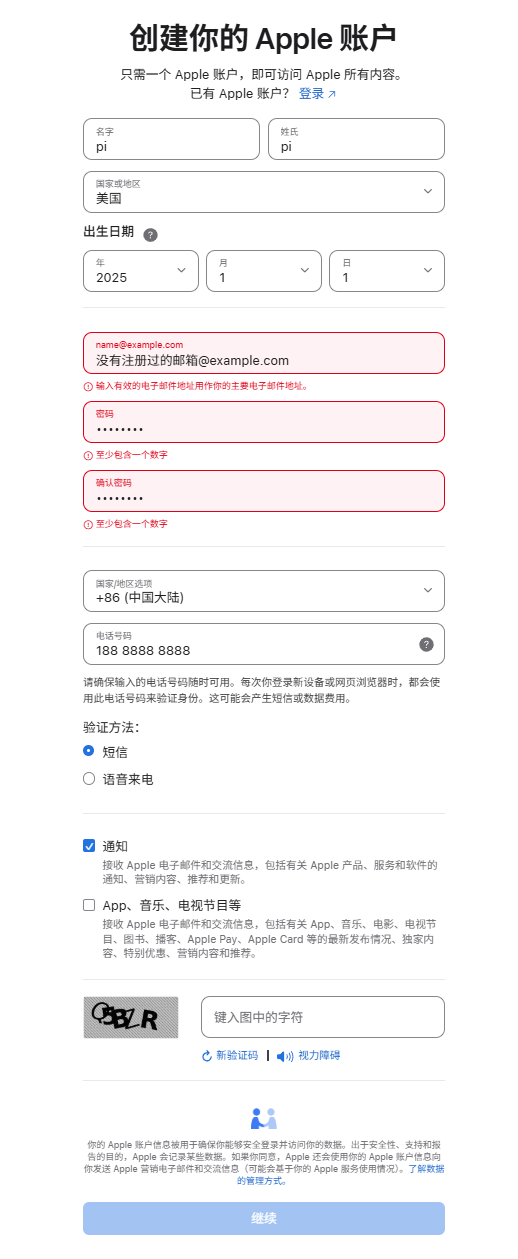 创建你的 Apple 账户
只需一个 Apple 账户，即可访问 Apple 所有内容。
已有 Apple 账户？ 登录 ↗
名字
pi
姓氏
pi
国家或地区
美国
出生日期 ?
年
2025
月
1
日
1
name@example.com
没有注册过的邮箱@example.com
输入有效的电子邮件地址用作你的主要电子邮件地址。
密码
••••••••
至少包含一个数字
确认密码
••••••••
至少包含一个数字
国家/地区选项
+86 (中国大陆)
电话号码
188 8888 8888
?
请确保输入的电话号码随时可用。每次你登录新设备或网页浏览器时，都会使
用此电话号码来验证身份。这可能会产生短信或数据费用。
验证方法：
短信
语音来电
通知
接收 Apple 电子邮件和交流信息，包括有关 Apple 产品、服务和软件的
通知、营销内容、推荐和更新。
App、音乐、电视节目等
接收 Apple 电子邮件和交流信息，包括有关 App、音乐、电影、电视节
目、图书、播客、Apple Pay、Apple Card 等的最新发布情况、独家内
容、特别优惠、营销内容和推荐。
Q5BZR
键入图中的字符
新验证码 | 视力障碍
你的 Apple 账户信息被用于确保你能够安全登录并访问你的数据。出于安全性、支持和报
告的目的，Apple 会记录某些数据。如果你同意，Apple 还会使用你的 Apple 账户信息向
你发送 Apple 营销电子邮件和交流信息（可能会基于你的 Apple 服务使用情况）。了解数据
的管理方式。
继续